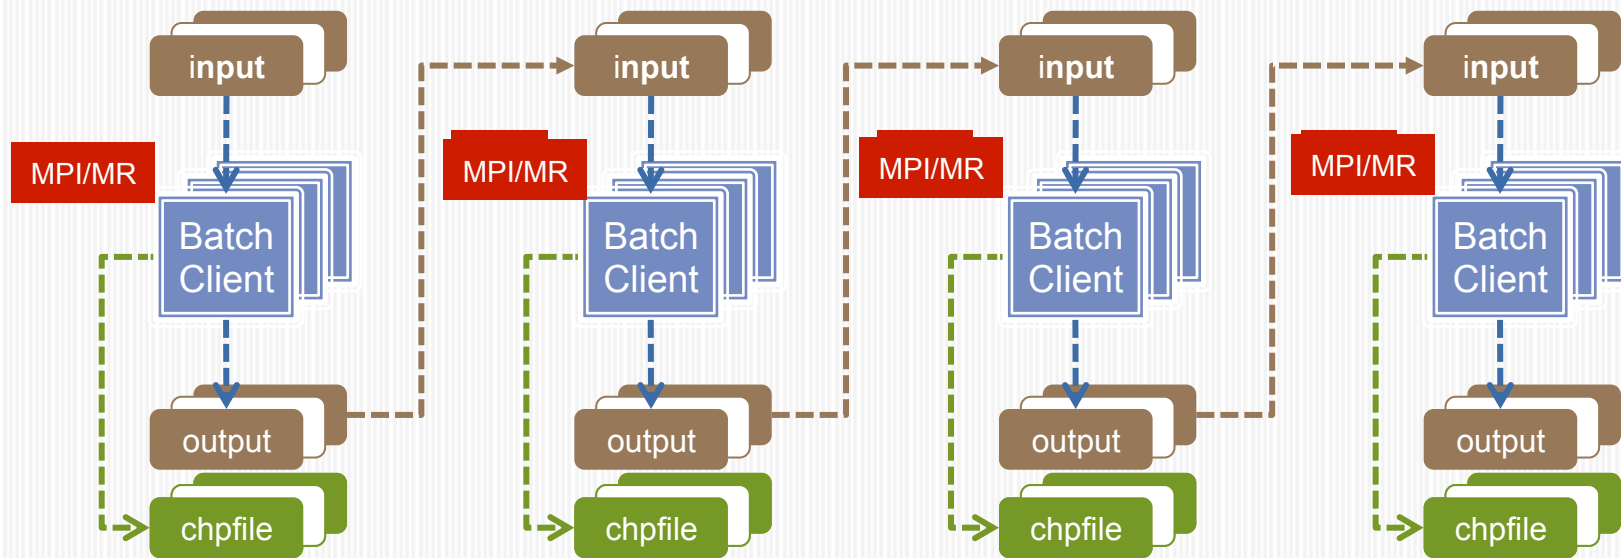 input
input
input
input
MPI/MR
MPI/MR
MPI/MR
MPI/MR
Batch
Client
Batch
Client
Batch
Client
Batch
Client
output
output
output
output
chpfile
chpfile
chpfile
chpfile